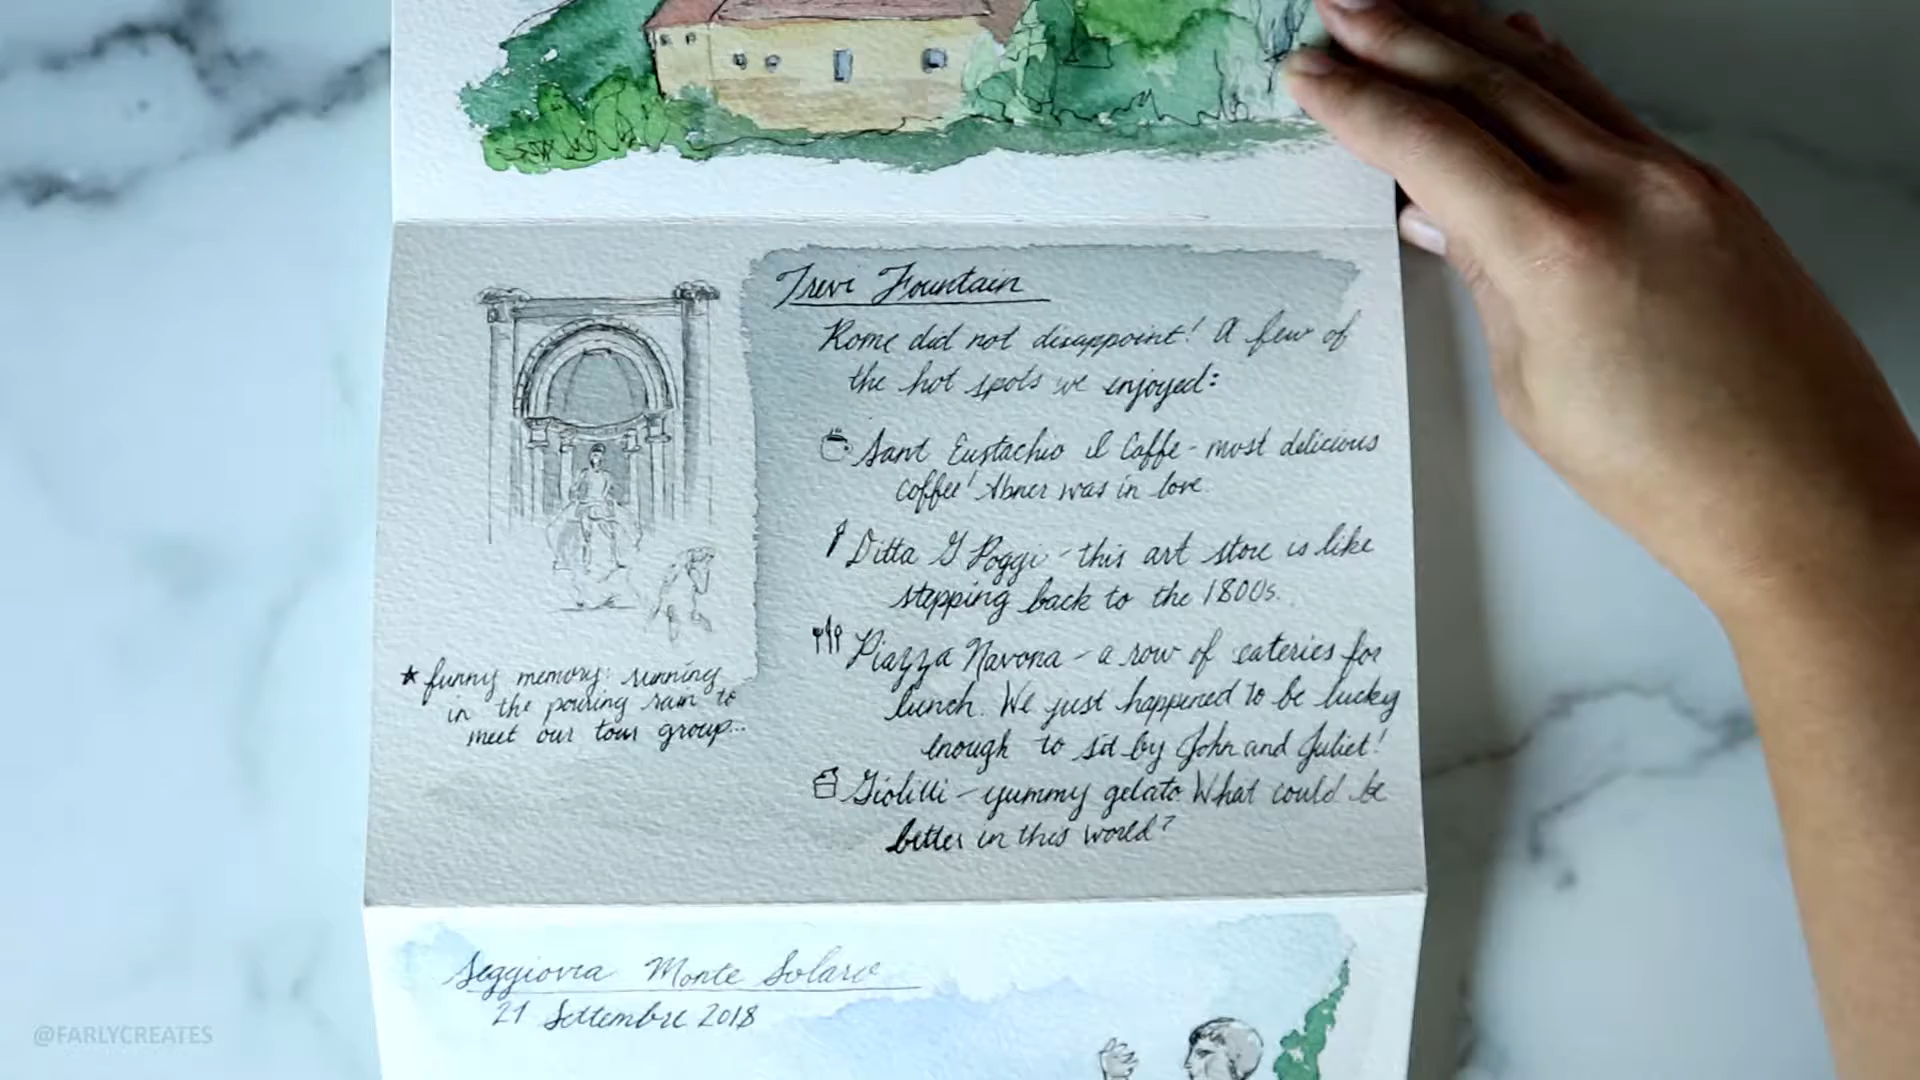 Trevi Fountain
Rome did not disappoint! A few of
the hot spots we enjoyed:
Sant Eustachio il Caffe - most delicious
coffee! Abner was in love.
Ditta G Poggi - this art store is like
stepping back to the 1800s.
Piazza Navona - a row of eateries for
lunch. We just happened to be lucky
enough to sit by John and Juliet!
Giolitti - yummy gelato. What could be
better in this world?
★ funny memory: running
in the pouring rain to
meet our tour group...
Seggiovia Monte Solaro
21 Settembre 2018
@FARLYCREATES